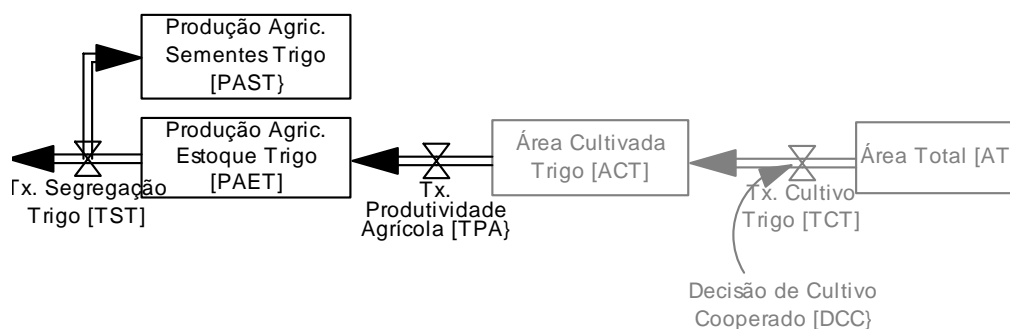 Produção Agric.
Sementes Trigo
[PAST}
Produção Agric.
Estoque Trigo
[PAET]
Tx. Segregação
Trigo [TST]
Tx.
Produtividade
Agrícola [TPA}
Área Cultivada
Trigo [ACT]
Área Total [AT
Tx. Cultivo
Trigo [TCT]
Decisão de Cultivo
Cooperado [DCC}